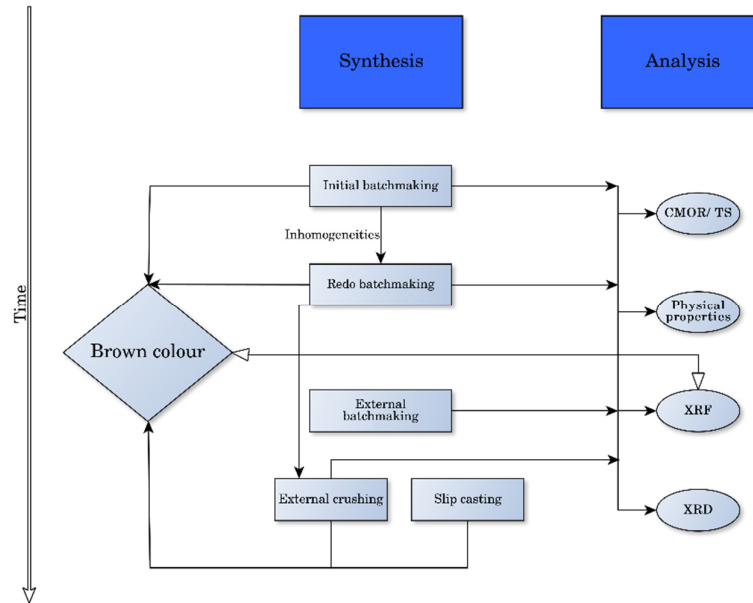 Synthesis
Analysis
Time
Initial batchmaking
CMOR/ TS
Inhomogeneities
Redo batchmaking
Physical
properties
Brown colour
External
batchmaking
XRF
External crushing
Slip casting
XRD